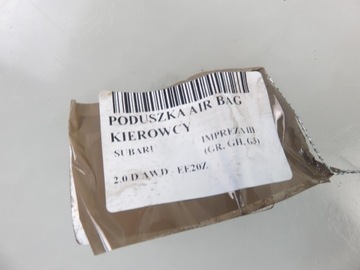 PODUSZKA AIR BAG
KIEROWCY
SUBARU IMPREZA III
(GR, GH, G3)
2.0 D AWD - EE20Z